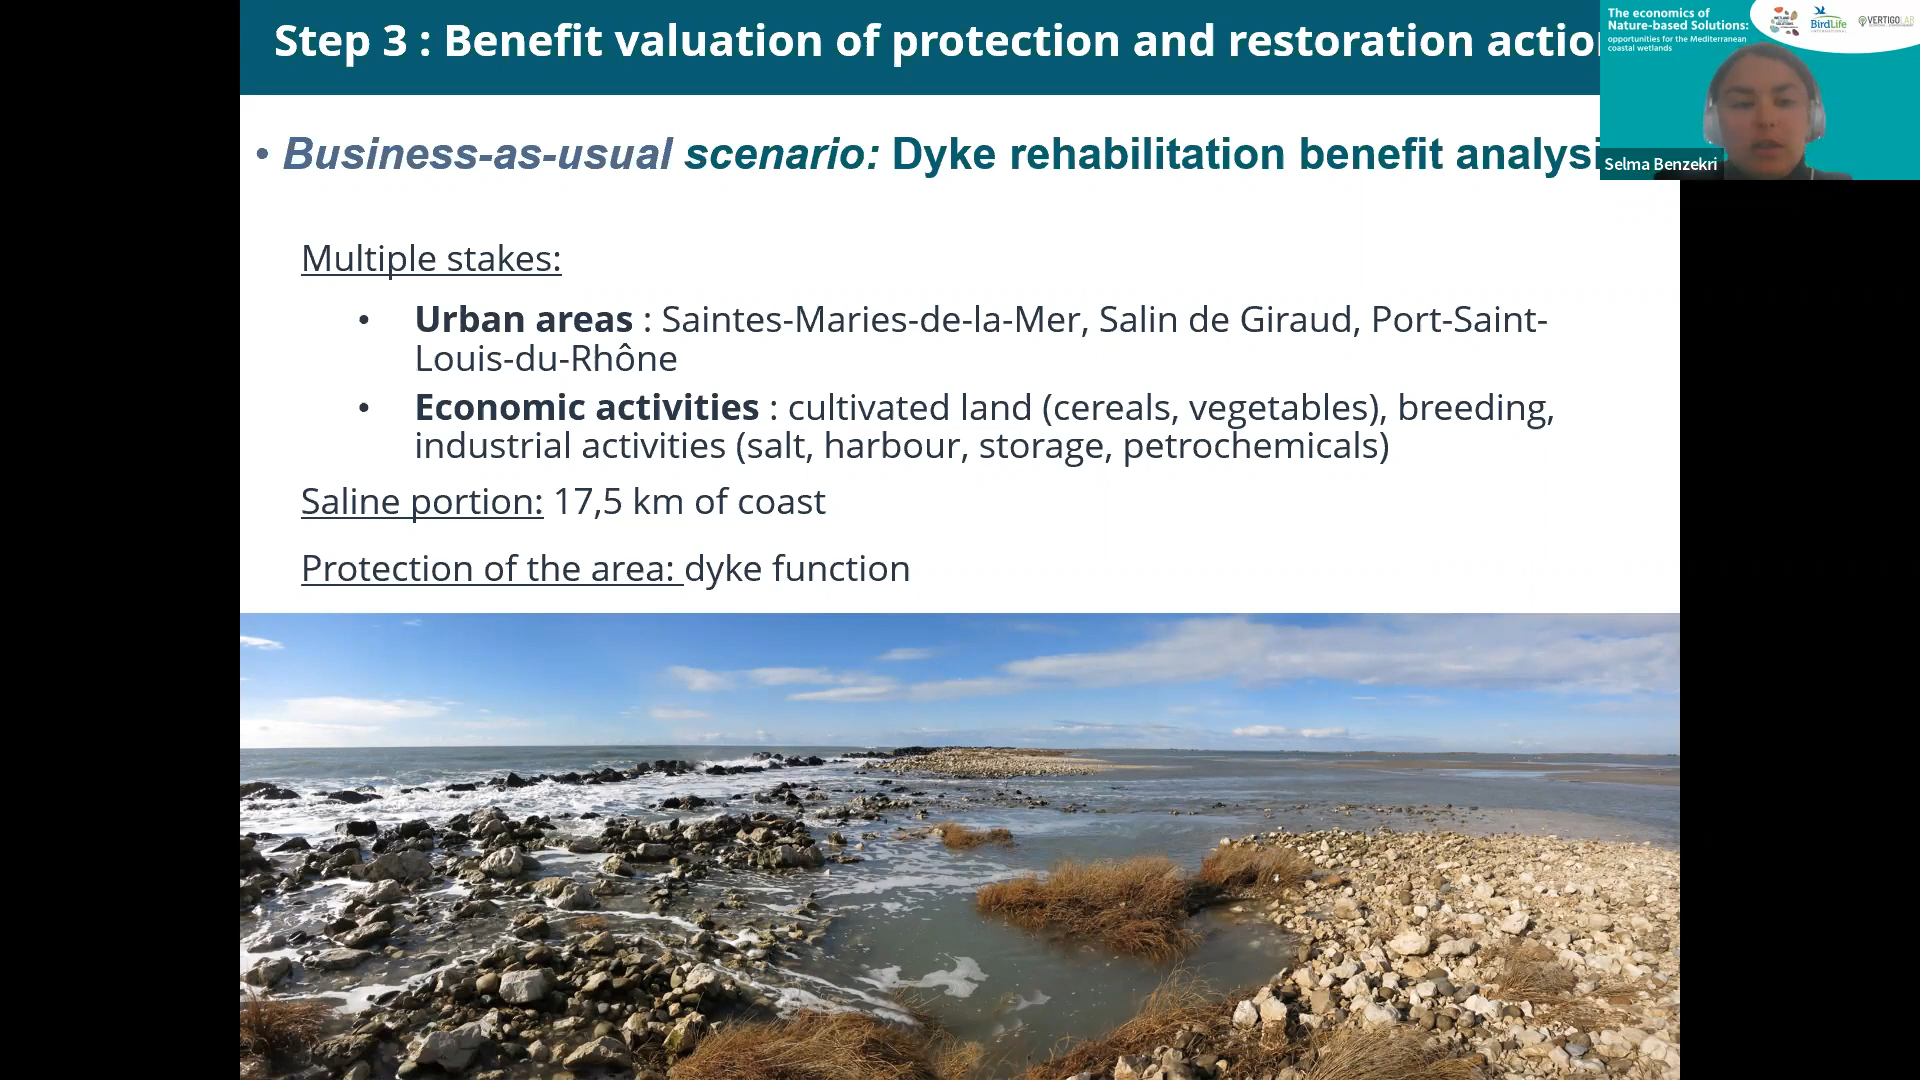 Step 3 : Benefit valuation of protection and restoration actio
The economics of
Nature-based Solutions:
opportunities for the Mediterranean
coastal wetlands
BirdLife
INTERNATIONAL
VERTIGOLAB
Selma Benzekri
• Business-as-usual scenario: Dyke rehabilitation benefit analysi
Multiple stakes:
• Urban areas : Saintes-Maries-de-la-Mer, Salin de Giraud, Port-Saint-
Louis-du-Rhône
• Economic activities : cultivated land (cereals, vegetables), breeding,
industrial activities (salt, harbour, storage, petrochemicals)
Saline portion: 17,5 km of coast
Protection of the area: dyke function